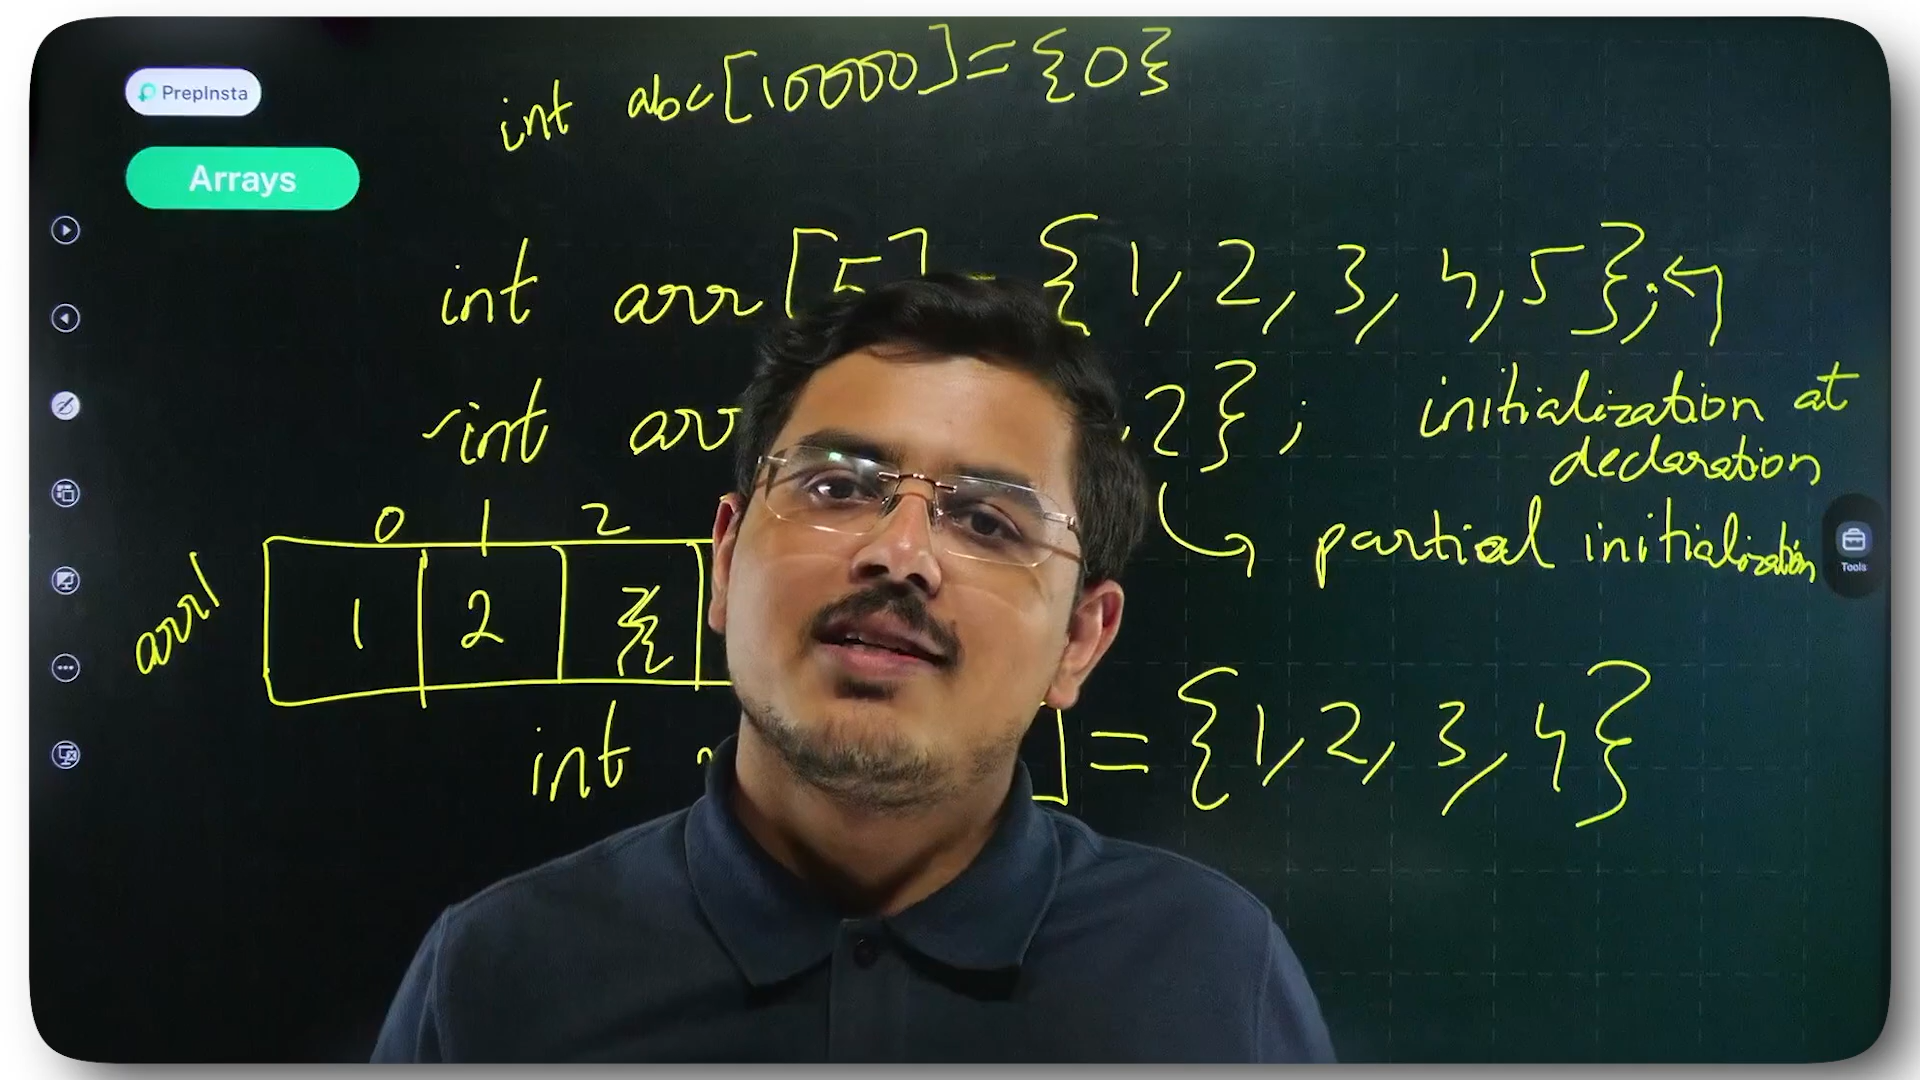 int abc[10000]={0}
PrepInsta
Arrays
int arr[5] = {1,2,3,4,5};
int arr ,2};
initialization at
declaration
partial initialization
0 1 2
arr1
1 2
int ]={1,2,3,4}
Tools